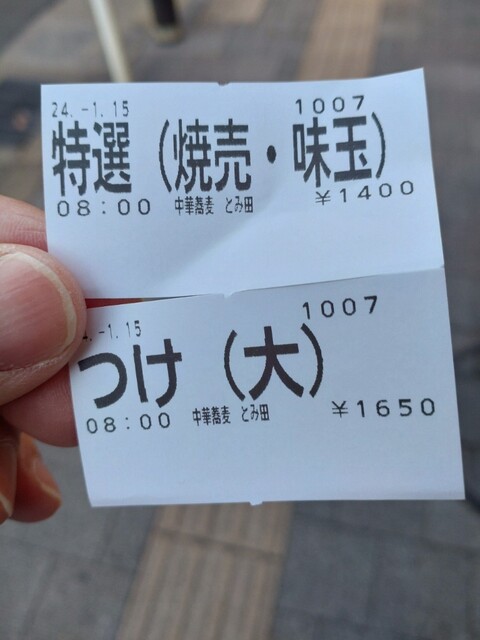 24.-1.15 1007
特選（焼売・味玉）
¥1400
08:00 中華蕎麦 とみ田
.-1.15 1007
つけ（大）
08:00 中華蕎麦 とみ田 ¥1650